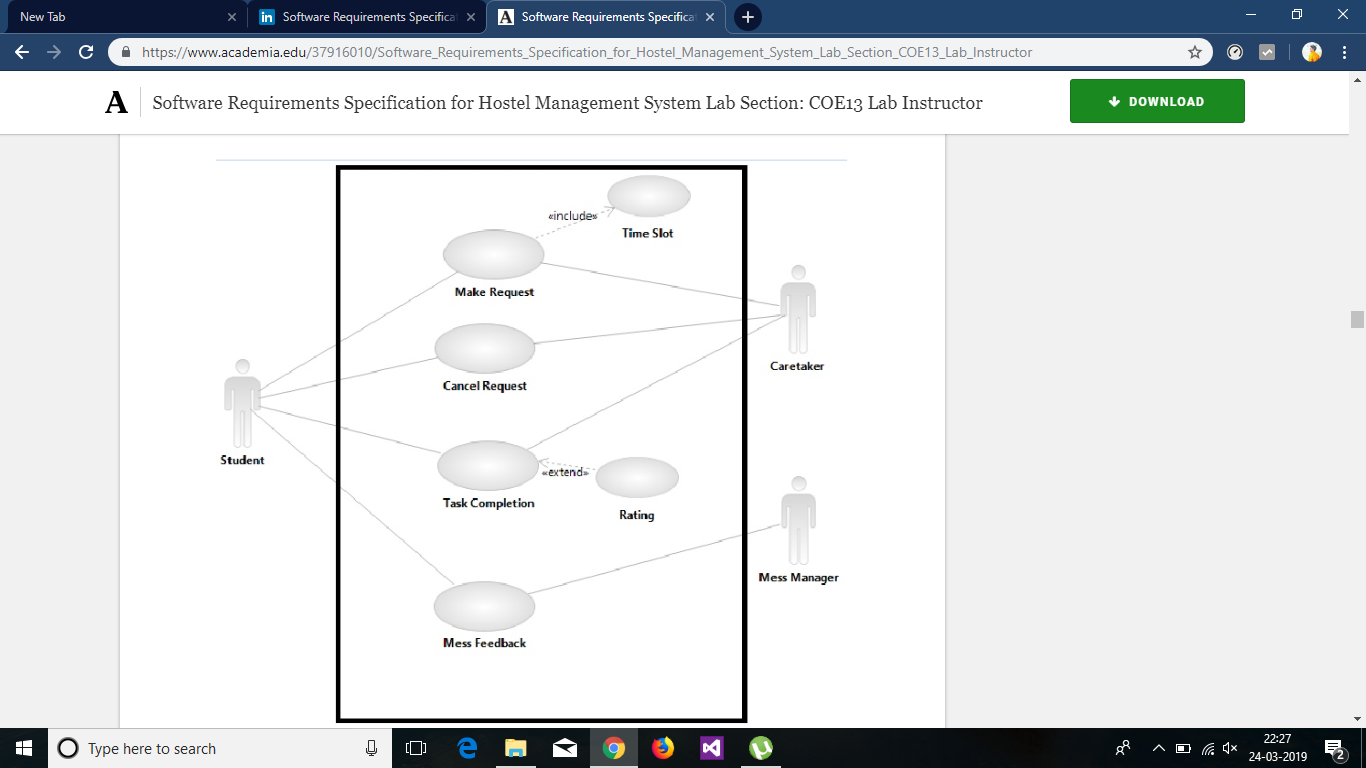 New Tab
Software Requirements Specificat
Software Requirements Specificat
https://www.academia.edu/37916010/Software_Requirements_Specification_for_Hostel_Management_System_Lab_Section_COE13_Lab_Instructor
A Software Requirements Specification for Hostel Management System Lab Section: COE13 Lab Instructor
DOWNLOAD
«include»
Time Slot
Make Request
Caretaker
Cancel Request
Student
«extend»
Task Completion
Rating
Mess Manager
Mess Feedback
Type here to search
22:27
24-03-2019
2